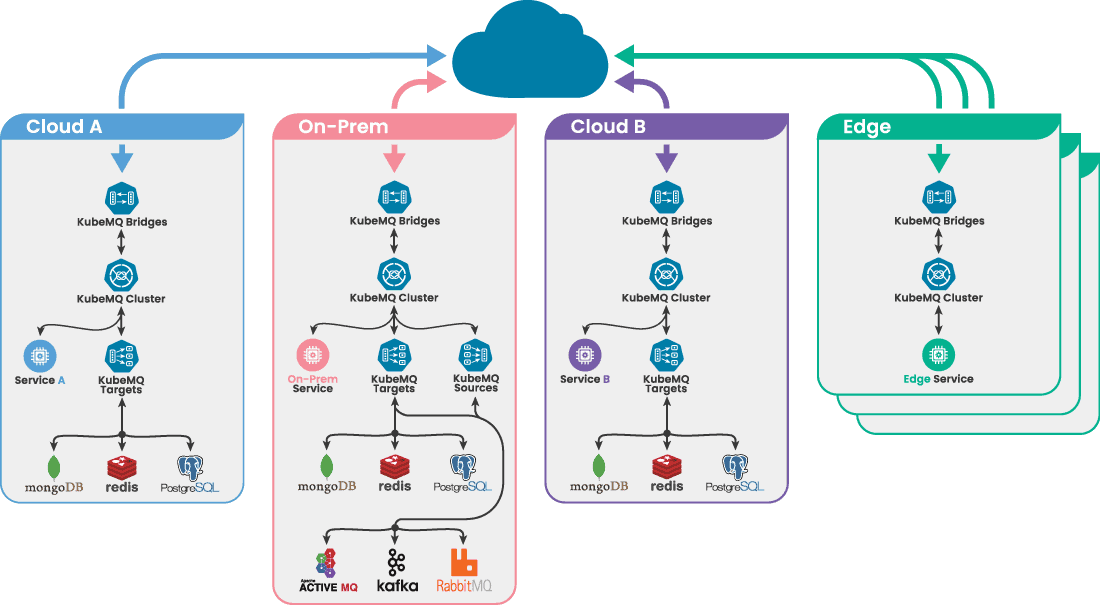 Cloud A
On-Prem
Cloud B
Edge
KubeMQ Bridges
KubeMQ Bridges
KubeMQ Bridges
KubeMQ Bridges
KubeMQ Cluster
KubeMQ Cluster
KubeMQ Cluster
KubeMQ Cluster
Service A
KubeMQ
Targets
On-Prem
Service
KubeMQ
Targets
KubeMQ
Sources
Service B
KubeMQ
Targets
Edge Service
mongoDB
redis
PostgreSQL
mongoDB
redis
PostgreSQL
mongoDB
redis
PostgreSQL
Apache
ACTIVE MQ
kafka
RabbitMQ